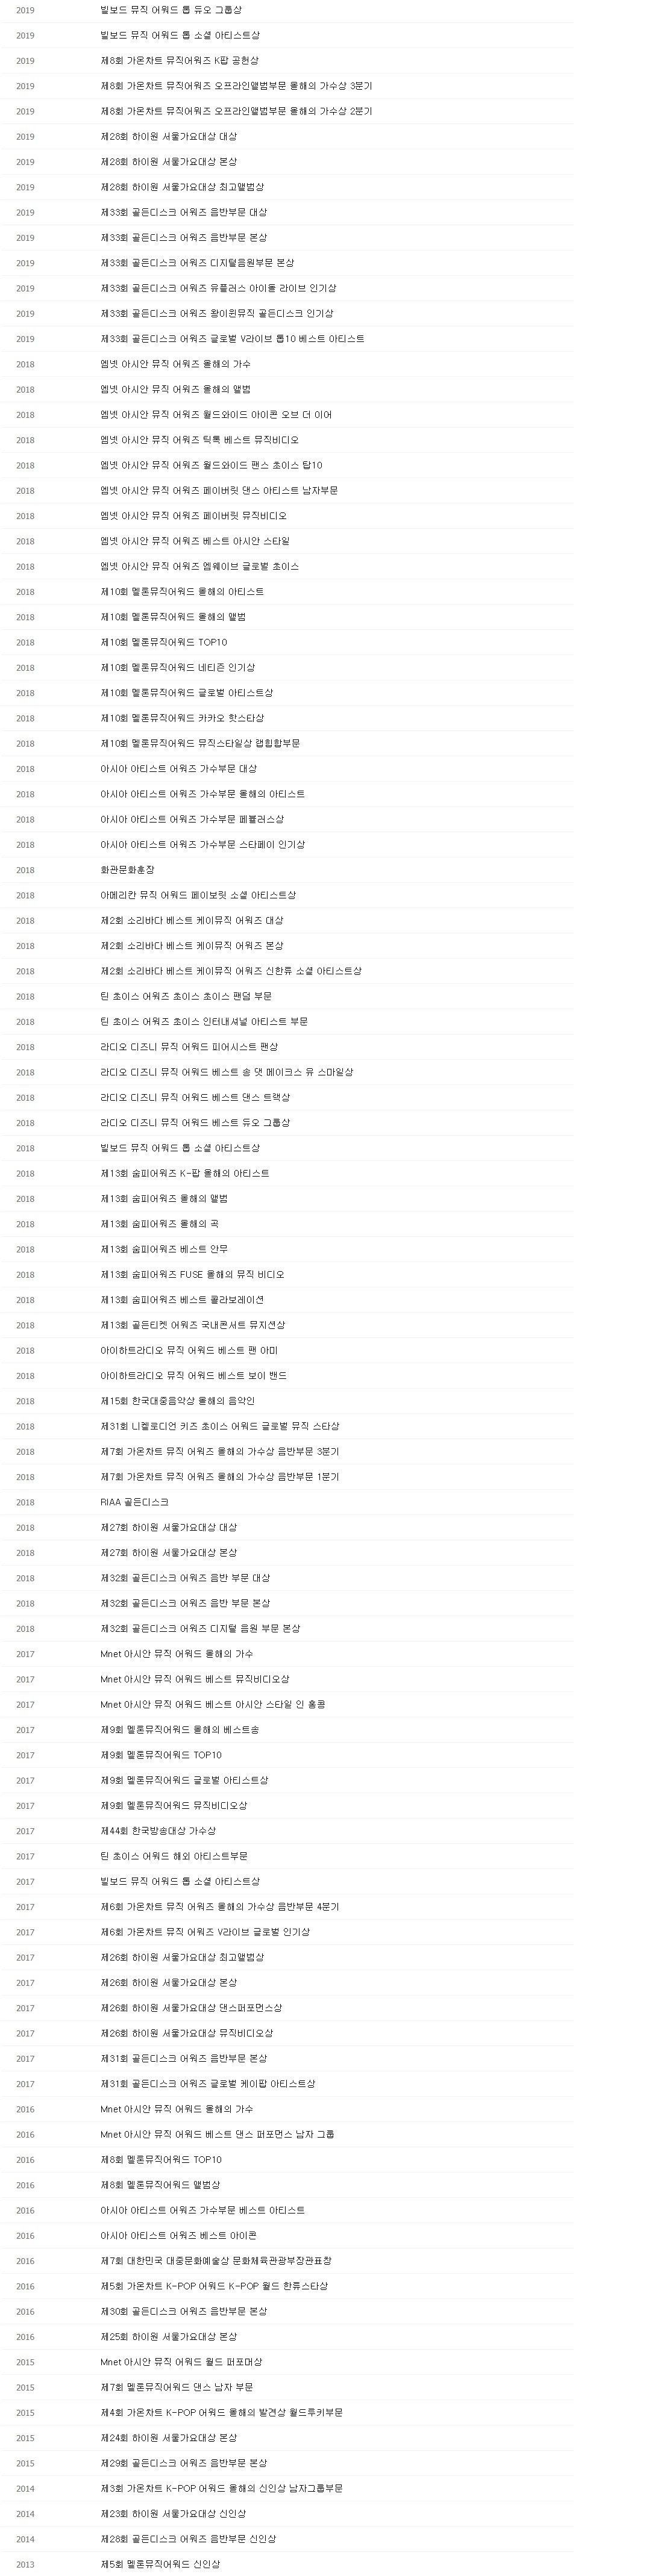 2019 빌보드 뮤직 어워드 톱 듀오 그룹상
2019 빌보드 뮤직 어워드 톱 소셜 아티스트상
2019 제8회 가온차트 뮤직어워즈 K팝 공헌상
2019 제8회 가온차트 뮤직어워즈 오프라인앨범부문 올해의 가수상 3분기
2019 제8회 가온차트 뮤직어워즈 오프라인앨범부문 올해의 가수상 2분기
2019 제28회 하이원 서울가요대상 대상
2019 제28회 하이원 서울가요대상 본상
2019 제28회 하이원 서울가요대상 최고앨범상
2019 제33회 골든디스크 어워즈 음반부문 대상
2019 제33회 골든디스크 어워즈 음반부문 본상
2019 제33회 골든디스크 어워즈 디지털음원부문 본상
2019 제33회 골든디스크 어워즈 유플러스 아이돌 라이브 인기상
2019 제33회 골든디스크 어워즈 왕이윈뮤직 골든디스크 인기상
2019 제33회 골든디스크 어워즈 글로벌 V라이브 톱10 베스트 아티스트
2018 엠넷 아시안 뮤직 어워즈 올해의 가수
2018 엠넷 아시안 뮤직 어워즈 올해의 앨범
2018 엠넷 아시안 뮤직 어워즈 월드와이드 아이콘 오브 더 이어
2018 엠넷 아시안 뮤직 어워즈 틱톡 베스트 뮤직비디오
2018 엠넷 아시안 뮤직 어워즈 월드와이드 팬스 초이스 탑10
2018 엠넷 아시안 뮤직 어워즈 페이버릿 댄스 아티스트 남자부문
2018 엠넷 아시안 뮤직 어워즈 페이버릿 뮤직비디오
2018 엠넷 아시안 뮤직 어워즈 베스트 아시안 스타일
2018 엠넷 아시안 뮤직 어워즈 엠웨이브 글로벌 초이스
2018 제10회 멜론뮤직어워드 올해의 아티스트
2018 제10회 멜론뮤직어워드 올해의 앨범
2018 제10회 멜론뮤직어워드 TOP10
2018 제10회 멜론뮤직어워드 네티즌 인기상
2018 제10회 멜론뮤직어워드 글로벌 아티스트상
2018 제10회 멜론뮤직어워드 카카오 핫스타상
2018 제10회 멜론뮤직어워드 뮤직스타일상 랩힙합부문
2018 아시아 아티스트 어워즈 가수부문 대상
2018 아시아 아티스트 어워즈 가수부문 올해의 아티스트
2018 아시아 아티스트 어워즈 가수부문 페뷸러스상
2018 아시아 아티스트 어워즈 가수부문 스타페이 인기상
2018 화관문화훈장
2018 아메리칸 뮤직 어워드 페이보릿 소셜 아티스트상
2018 제2회 소리바다 베스트 케이뮤직 어워즈 대상
2018 제2회 소리바다 베스트 케이뮤직 어워즈 본상
2018 제2회 소리바다 베스트 케이뮤직 어워즈 신한류 소셜 아티스트상
2018 틴 초이스 어워즈 초이스 초이스 팬덤 부문
2018 틴 초이스 어워즈 초이스 인터내셔널 아티스트 부문
2018 라디오 디즈니 뮤직 어워드 피어시스트 팬상
2018 라디오 디즈니 뮤직 어워드 베스트 송 댓 메이크스 유 스마일상
2018 라디오 디즈니 뮤직 어워드 베스트 댄스 트랙상
2018 라디오 디즈니 뮤직 어워드 베스트 듀오 그룹상
2018 빌보드 뮤직 어워드 톱 소셜 아티스트상
2018 제13회 숨피어워즈 K-팝 올해의 아티스트
2018 제13회 숨피어워즈 올해의 앨범
2018 제13회 숨피어워즈 올해의 곡
2018 제13회 숨피어워즈 베스트 안무
2018 제13회 숨피어워즈 FUSE 올해의 뮤직 비디오
2018 제13회 숨피어워즈 베스트 콜라보레이션
2018 제13회 골든티켓 어워즈 국내콘서트 뮤지션상
2018 아이하트라디오 뮤직 어워드 베스트 팬 아미
2018 아이하트라디오 뮤직 어워드 베스트 보이 밴드
2018 제15회 한국대중음악상 올해의 음악인
2018 제31회 니켈로디언 키즈 초이스 어워드 글로벌 뮤직 스타상
2018 제7회 가온차트 뮤직 어워즈 올해의 가수상 음반부문 3분기
2018 제7회 가온차트 뮤직 어워즈 올해의 가수상 음반부문 1분기
2018 RIAA 골든디스크
2018 제27회 하이원 서울가요대상 대상
2018 제27회 하이원 서울가요대상 본상
2018 제32회 골든디스크 어워즈 음반 부문 대상
2018 제32회 골든디스크 어워즈 음반 부문 본상
2018 제32회 골든디스크 어워즈 디지털 음원 부문 본상
2017 Mnet 아시안 뮤직 어워드 올해의 가수
2017 Mnet 아시안 뮤직 어워드 베스트 뮤직비디오상
2017 Mnet 아시안 뮤직 어워드 베스트 아시안 스타일 인 홍콩
2017 제9회 멜론뮤직어워드 올해의 베스트송
2017 제9회 멜론뮤직어워드 TOP10
2017 제9회 멜론뮤직어워드 글로벌 아티스트상
2017 제9회 멜론뮤직어워드 뮤직비디오상
2017 제44회 한국방송대상 가수상
2017 틴 초이스 어워드 해외 아티스트부문
2017 빌보드 뮤직 어워드 톱 소셜 아티스트상
2017 제6회 가온차트 뮤직 어워즈 올해의 가수상 음반부문 4분기
2017 제6회 가온차트 뮤직 어워즈 V라이브 글로벌 인기상
2017 제26회 하이원 서울가요대상 최고앨범상
2017 제26회 하이원 서울가요대상 본상
2017 제26회 하이원 서울가요대상 댄스퍼포먼스상
2017 제26회 하이원 서울가요대상 뮤직비디오상
2017 제31회 골든디스크 어워즈 음반부문 본상
2017 제31회 골든디스크 어워즈 글로벌 케이팝 아티스트상
2016 Mnet 아시안 뮤직 어워드 올해의 가수
2016 Mnet 아시안 뮤직 어워드 베스트 댄스 퍼포먼스 남자 그룹
2016 제8회 멜론뮤직어워드 TOP10
2016 제8회 멜론뮤직어워드 앨범상
2016 아시아 아티스트 어워즈 가수부문 베스트 아티스트
2016 아시아 아티스트 어워즈 베스트 아이콘
2016 제7회 대한민국 대중문화예술상 문화체육관광부장관표창
2016 제5회 가온차트 K-POP 어워드 K-POP 월드 한류스타상
2016 제30회 골든디스크 어워즈 음반부문 본상
2016 제25회 하이원 서울가요대상 본상
2015 Mnet 아시안 뮤직 어워드 월드 퍼포머상
2015 제7회 멜론뮤직어워드 댄스 남자 부문
2015 제4회 가온차트 K-POP 어워드 올해의 발견상 월드루키부문
2015 제24회 하이원 서울가요대상 본상
2015 제29회 골든디스크 어워즈 음반부문 본상
2014 제3회 가온차트 K-POP 어워드 올해의 신인상 남자그룹부문
2014 제23회 하이원 서울가요대상 신인상
2014 제28회 골든디스크 어워즈 음반부문 신인상
2013 제5회 멜론뮤직어워드 신인상